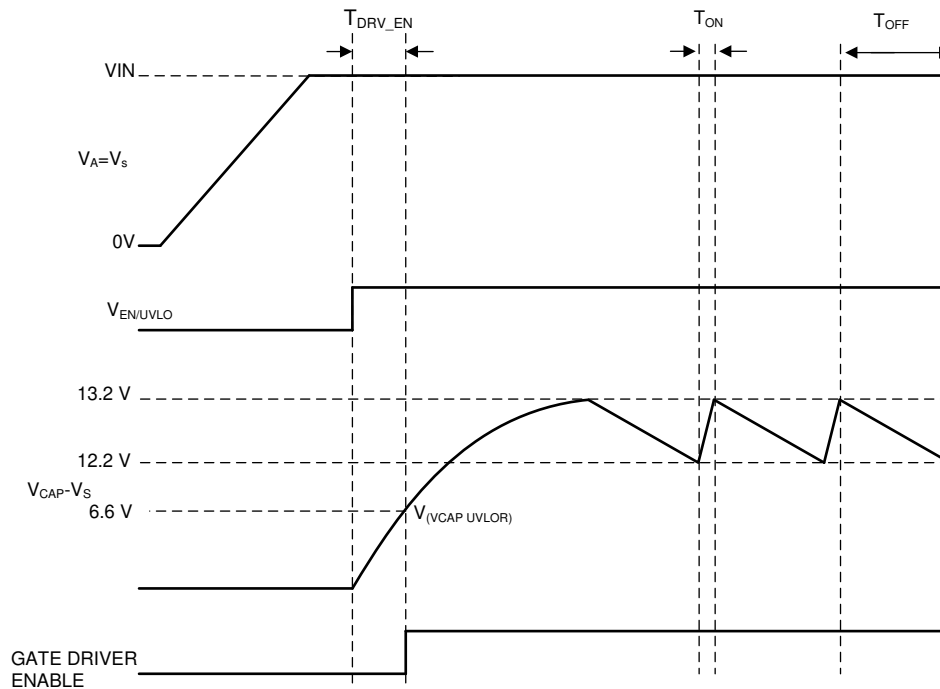 T_DRV_EN
T_ON
T_OFF
VIN
V_A=V_s
0V
V_EN/UVLO
13.2 V
12.2 V
V_CAP-V_S
6.6 V
V_(VCAP UVLOR)
GATE DRIVER
ENABLE